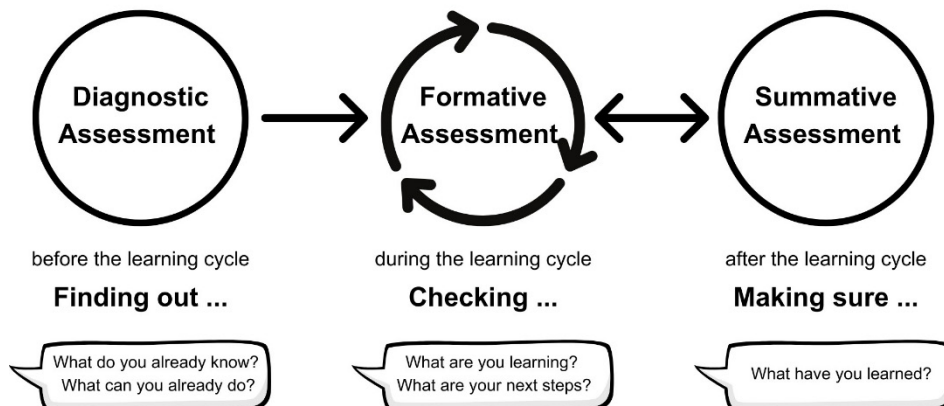 Diagnostic
Assessment
Formative
Assessment
Summative
Assessment
before the learning cycle
during the learning cycle
after the learning cycle
Finding out ...
Checking ...
Making sure ...
What do you already know?
What can you already do?
What are you learning?
What are your next steps?
What have you learned?